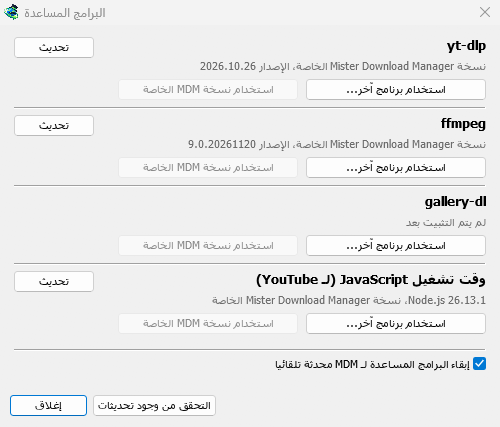 البرامج المساعدة
yt-dlp
تحديث
نسخة Mister Download Manager الخاصة، الإصدار 2026.10.26
استخدام برنامج آخر...
استخدام نسخة MDM الخاصة
ffmpeg
تحديث
نسخة Mister Download Manager الخاصة، الإصدار 9.0.20261120
استخدام برنامج آخر...
استخدام نسخة MDM الخاصة
gallery-dl
لم يتم التثبيت بعد
استخدام برنامج آخر...
استخدام نسخة MDM الخاصة
وقت تشغيل JavaScript (لـ YouTube)
تحديث
Node.js 26.13.1، نسخة Mister Download Manager الخاصة
استخدام برنامج آخر...
استخدام نسخة MDM الخاصة
إبقاء البرامج المساعدة لـ MDM محدثة تلقائيا
التحقق من وجود تحديثات
إغلاق